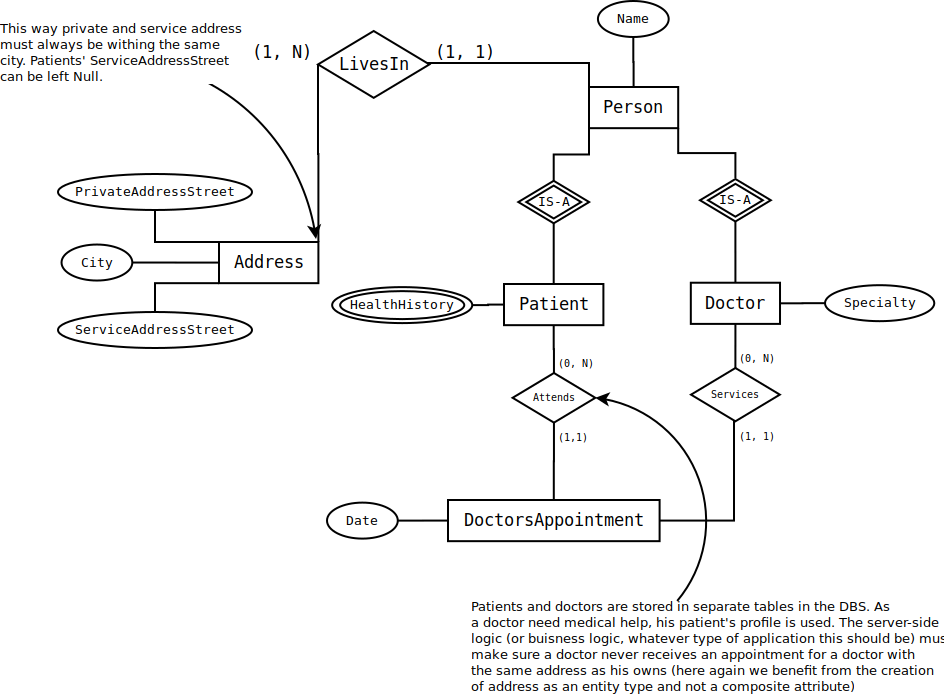 This way private and service address
must always be withing the same
city. Patients' ServiceAddressStreet
can be left Null.
(1, N)
LivesIn
(1, 1)
Name
Person
IS-A
IS-A
PrivateAddressStreet
City
Address
ServiceAddressStreet
HealthHistory
Patient
Doctor
Specialty
(0, N)
(0, N)
Attends
Services
(1,1)
(1, 1)
Date
DoctorsAppointment
Patients and doctors are stored in separate tables in the DBS. As
a doctor need medical help, his patient's profile is used. The server-side
logic (or buisness logic, whatever type of application this should be) mus
make sure a doctor never receives an appointment for a doctor with
the same address as his owns (here again we benefit from the creation
of address as an entity type and not a composite attribute)